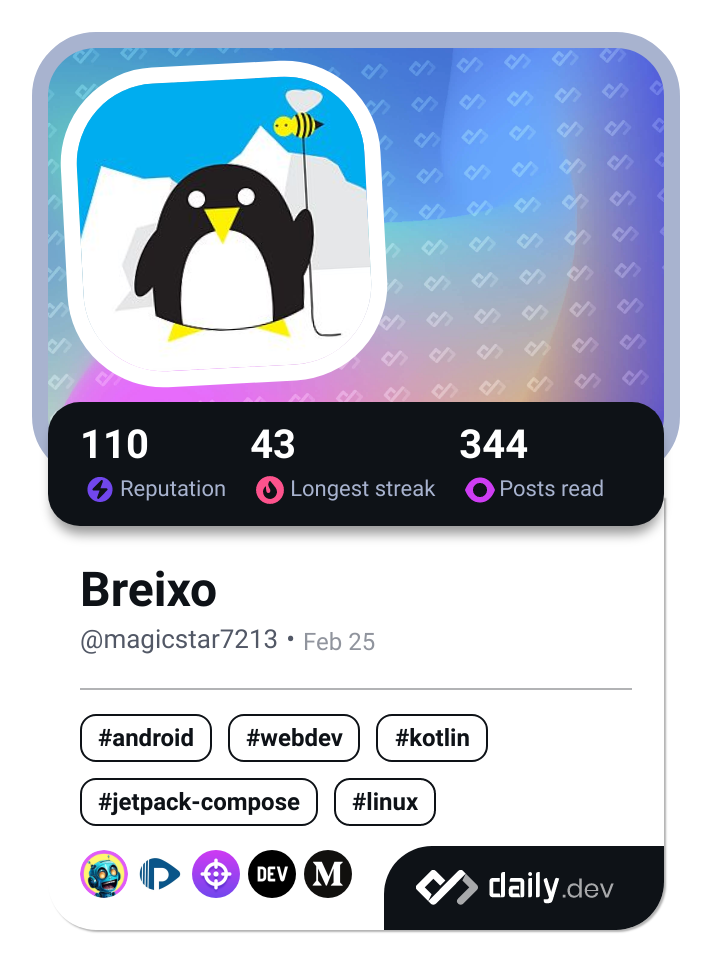 110 43 344
Reputation Longest streak Posts read
Breixo
@magicstar7213 • Feb 25
#android #webdev #kotlin
#jetpack-compose #linux
DEV M
daily.dev